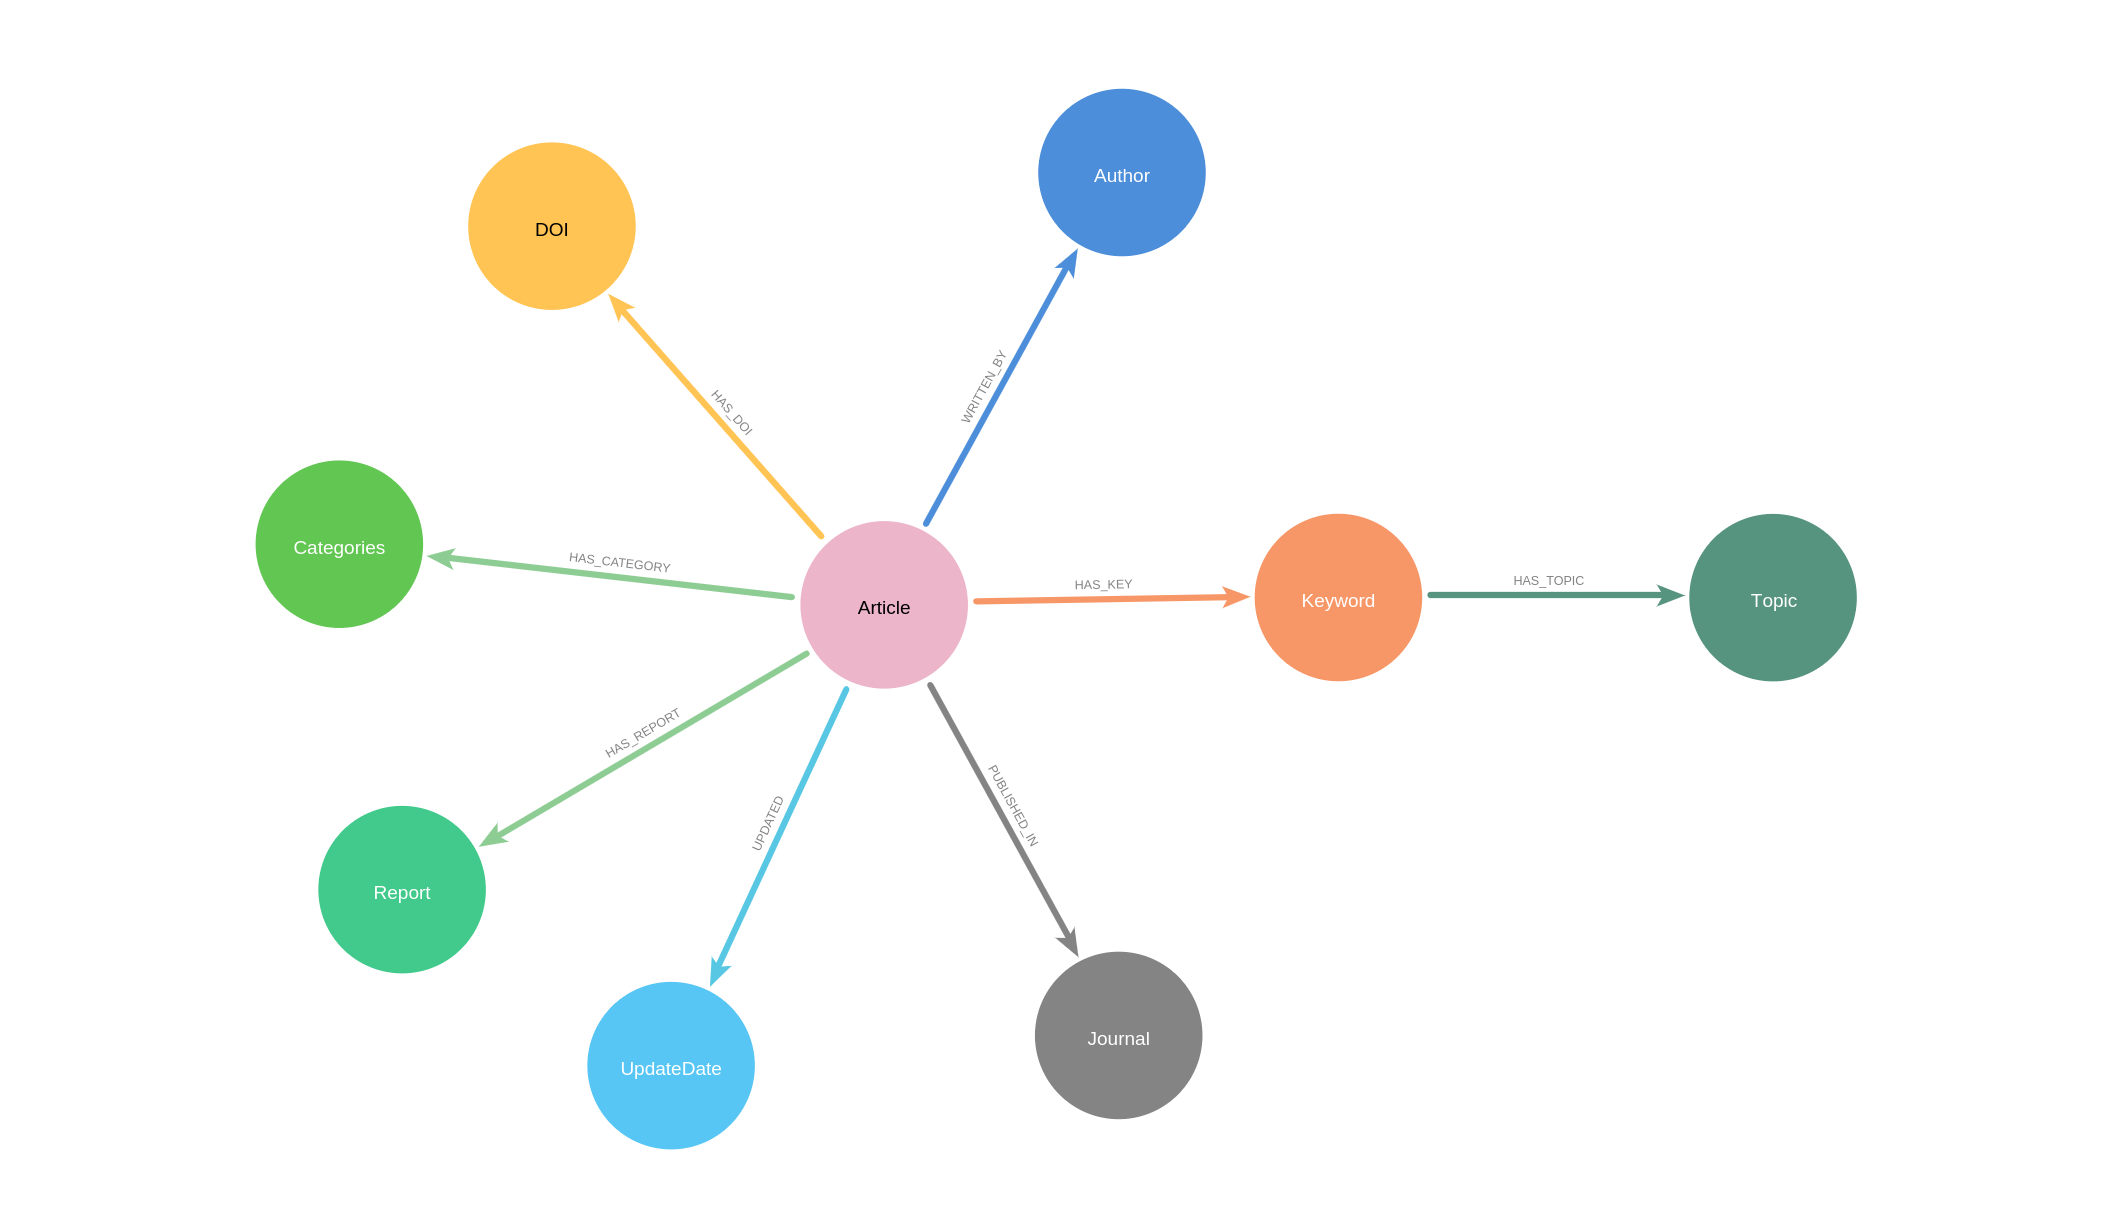 Author
DOI
WRITTEN_BY
HAS_DOI
Categories
HAS_CATEGORY
Article
HAS_KEY
Keyword
HAS_TOPIC
Topic
HAS_REPORT
UPDATED
PUBLISHED_IN
Report
Journal
UpdateDate